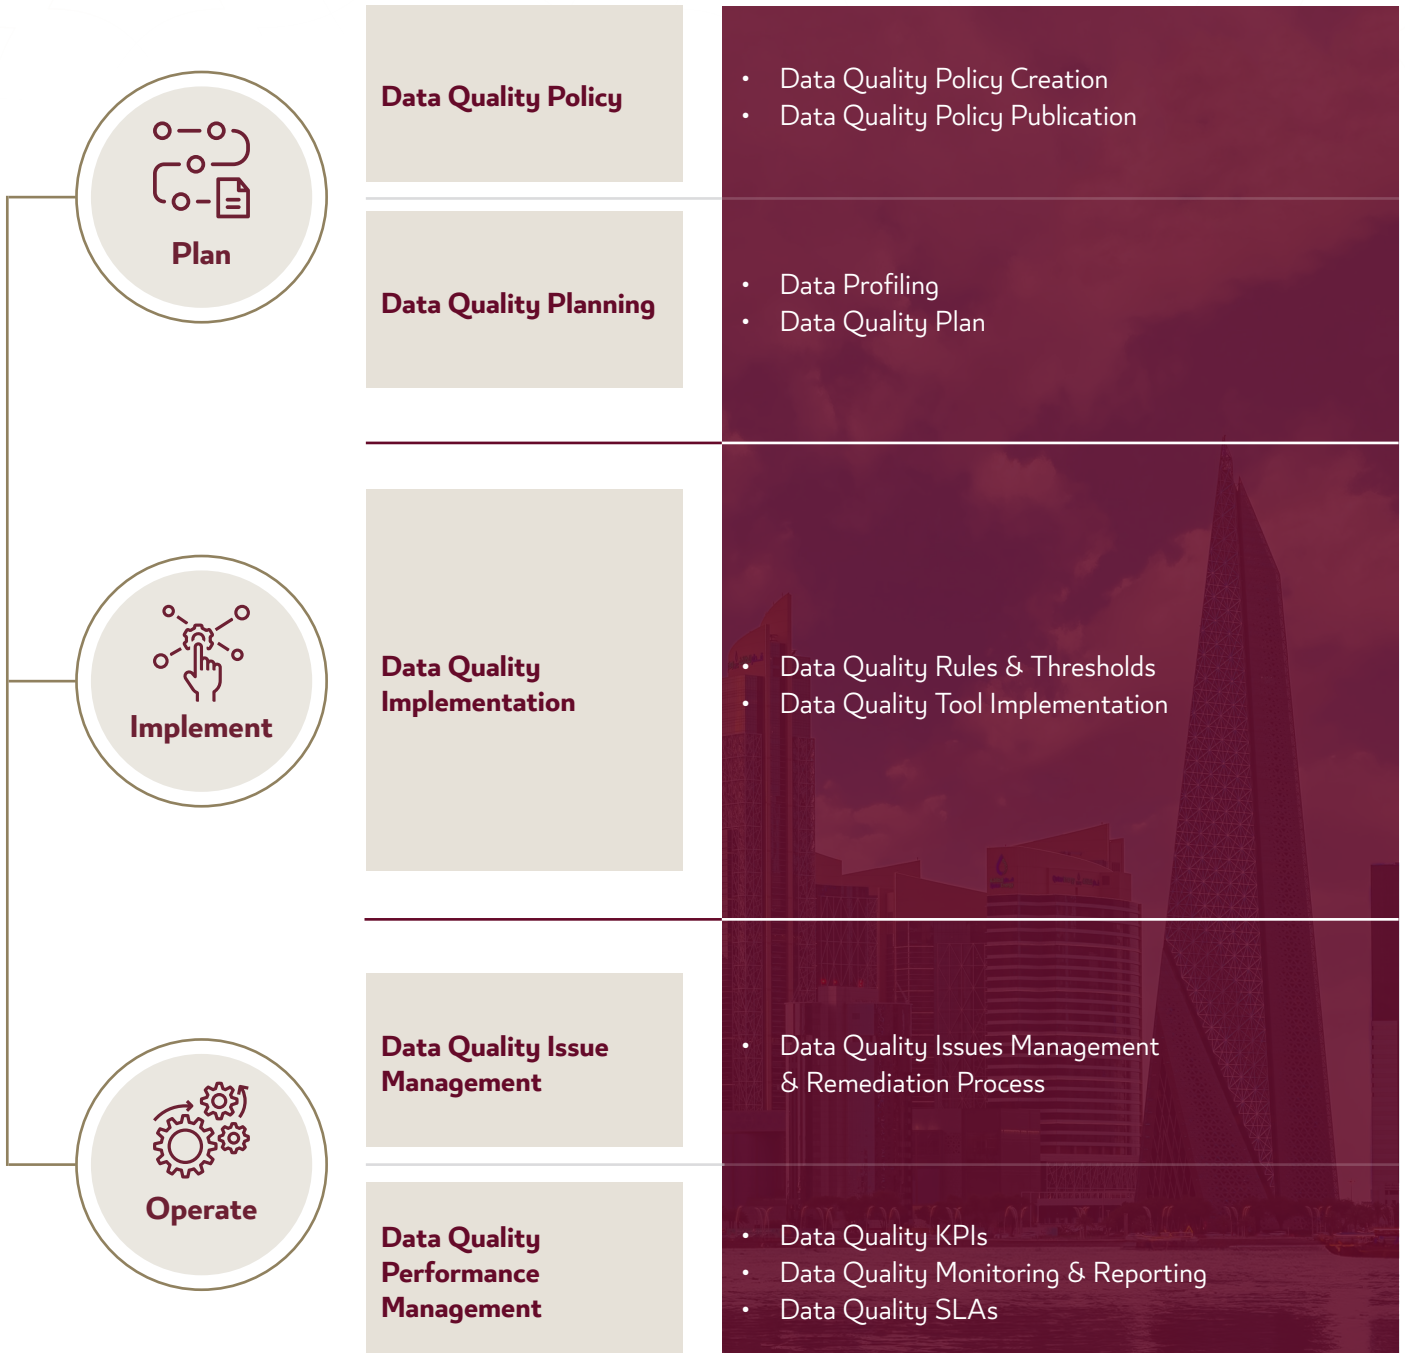 Plan
Data Quality Policy
• Data Quality Policy Creation
• Data Quality Policy Publication
Data Quality Planning
• Data Profiling
• Data Quality Plan
Implement
Data Quality
Implementation
• Data Quality Rules & Thresholds
• Data Quality Tool Implementation
Operate
Data Quality Issue
Management
• Data Quality Issues Management
& Remediation Process
Data Quality
Performance
Management
• Data Quality KPIs
• Data Quality Monitoring & Reporting
• Data Quality SLAs